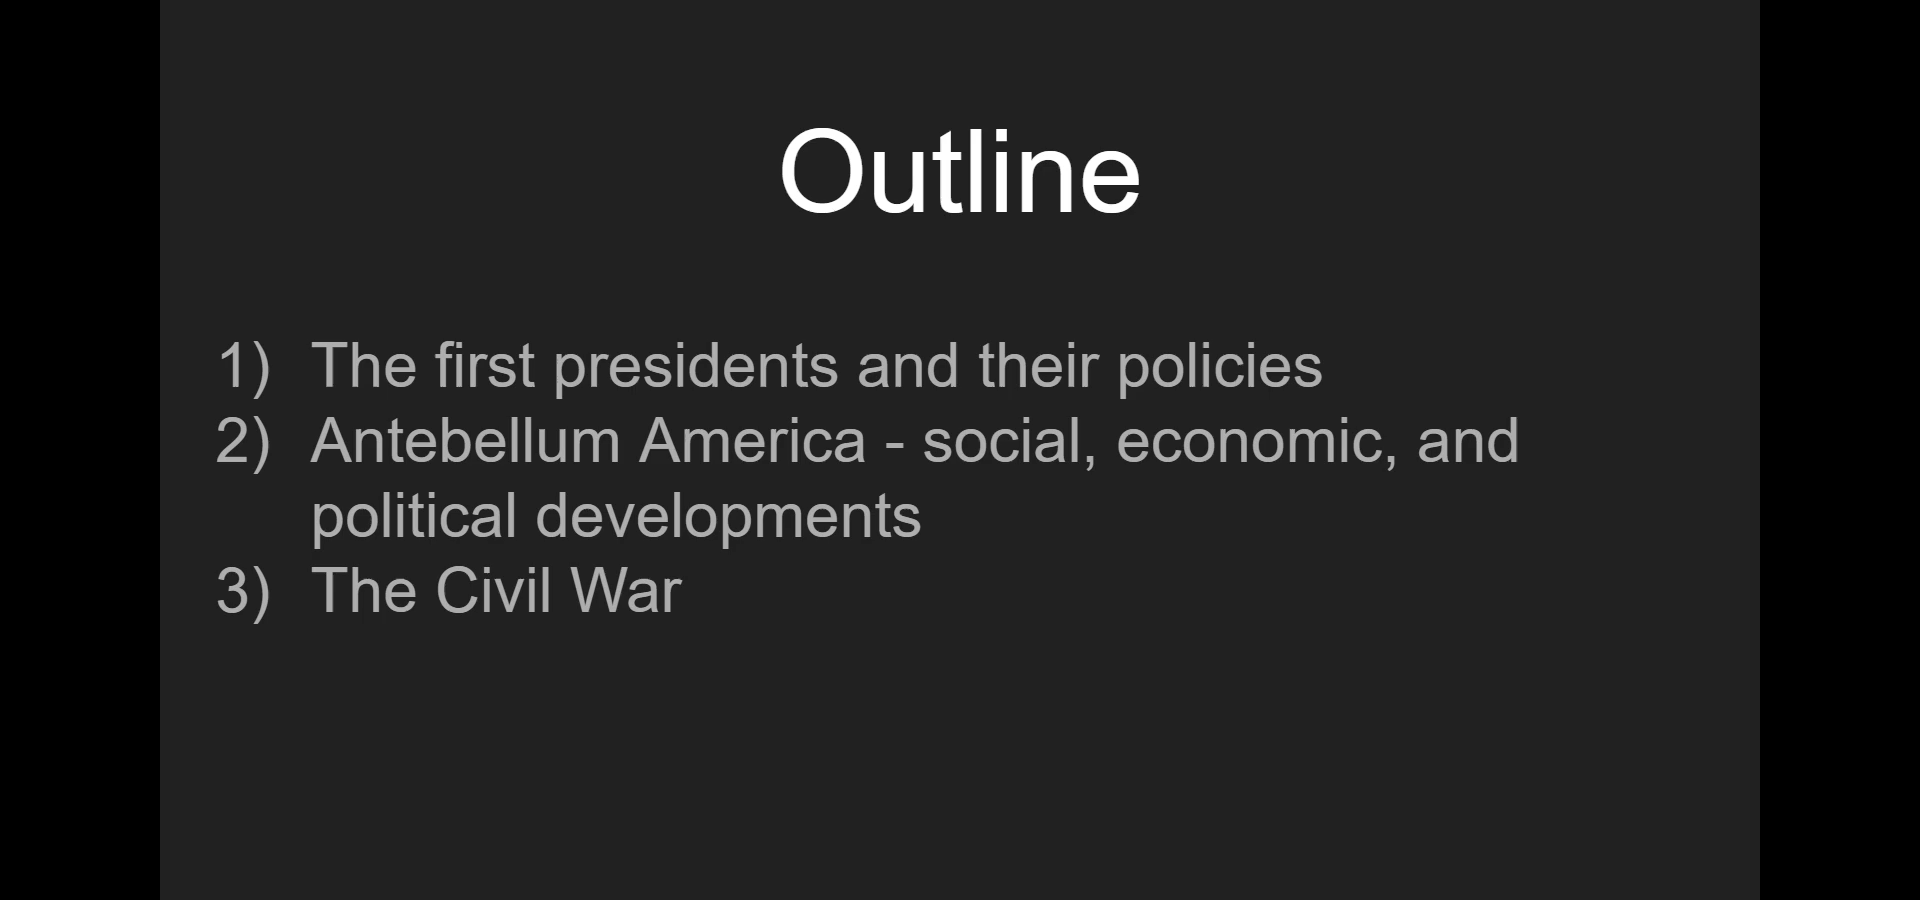 Outline
1) The first presidents and their policies
2) Antebellum America - social, economic, and
political developments
3) The Civil War